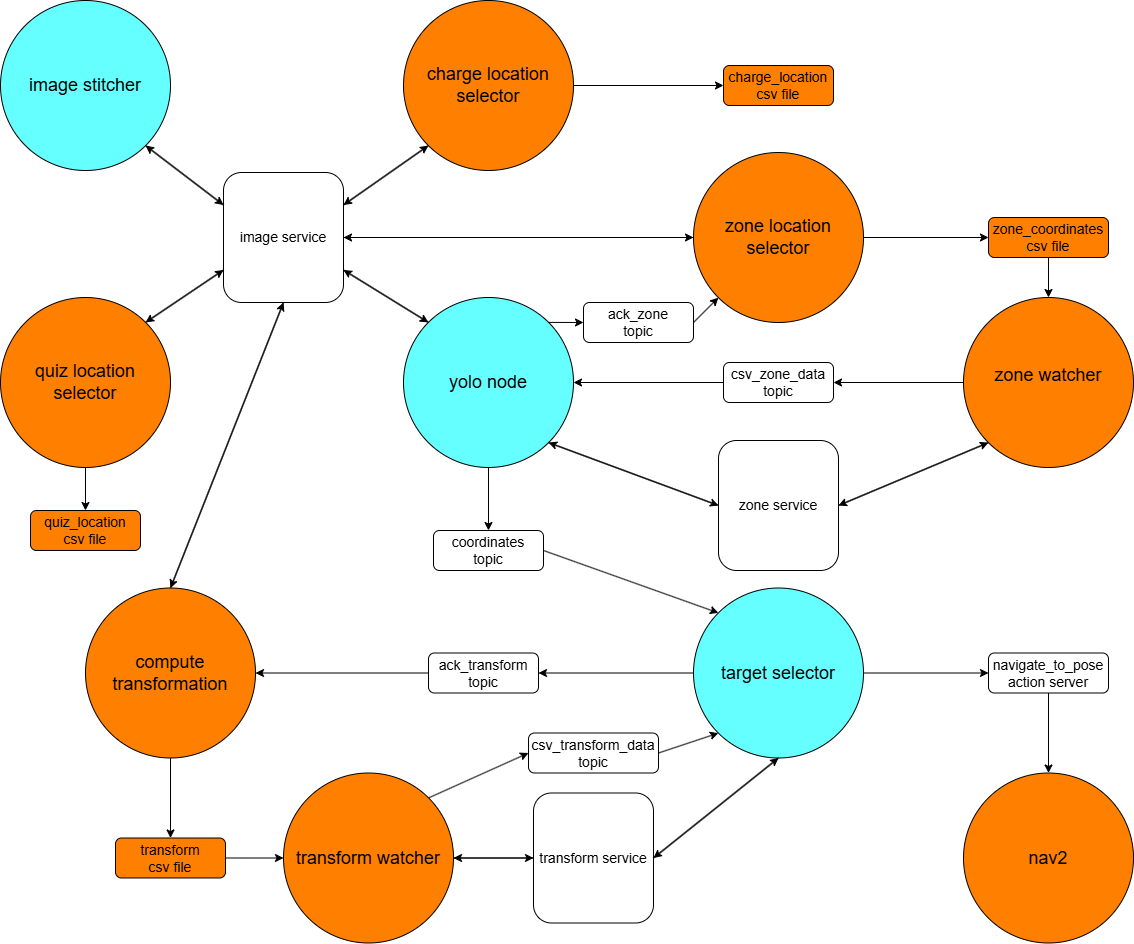 image stitcher
charge location
selector
charge_location
csv file
image service
zone location
selector
zone_coordinates
csv file
ack_zone
topic
quiz location
selector
yolo node
csv_zone_data
topic
zone watcher
zone service
quiz_location
csv file
coordinates
topic
compute
transformation
ack_transform
topic
target selector
navigate_to_pose
action server
csv_transform_data
topic
transform
csv file
transform watcher
transform service
nav2